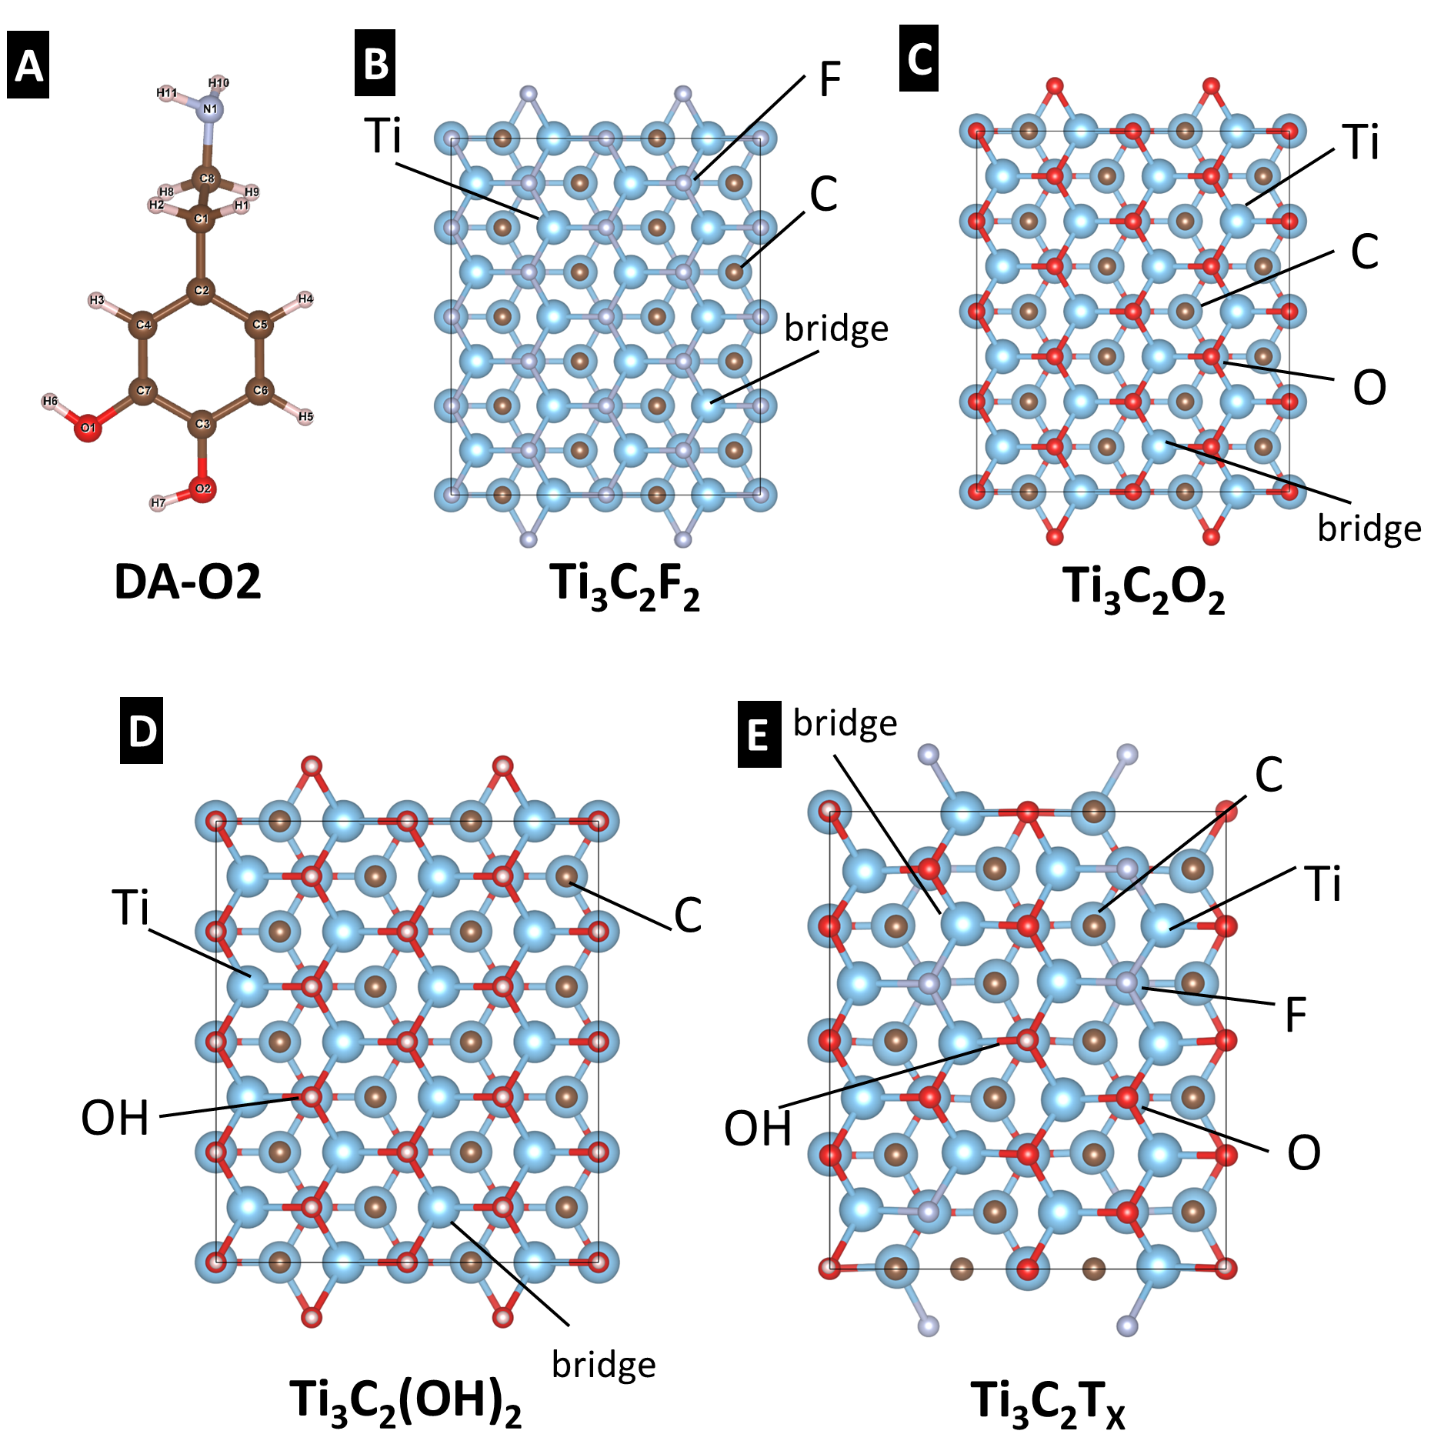 A
H10
H11
N1
C8
H8
H9
H2
C1
H1
C2
H3
H4
C4
C5
C7
C6
H6
O1
C3
H5
H7
O2
DA-O2
B
F
Ti
C
bridge
Ti₃C₂F₂
C
Ti
C
O
bridge
Ti₃C₂O₂
D
Ti
C
OH
bridge
Ti₃C₂(OH)₂
E
bridge
C
Ti
F
OH
O
Ti₃C₂Tₓ